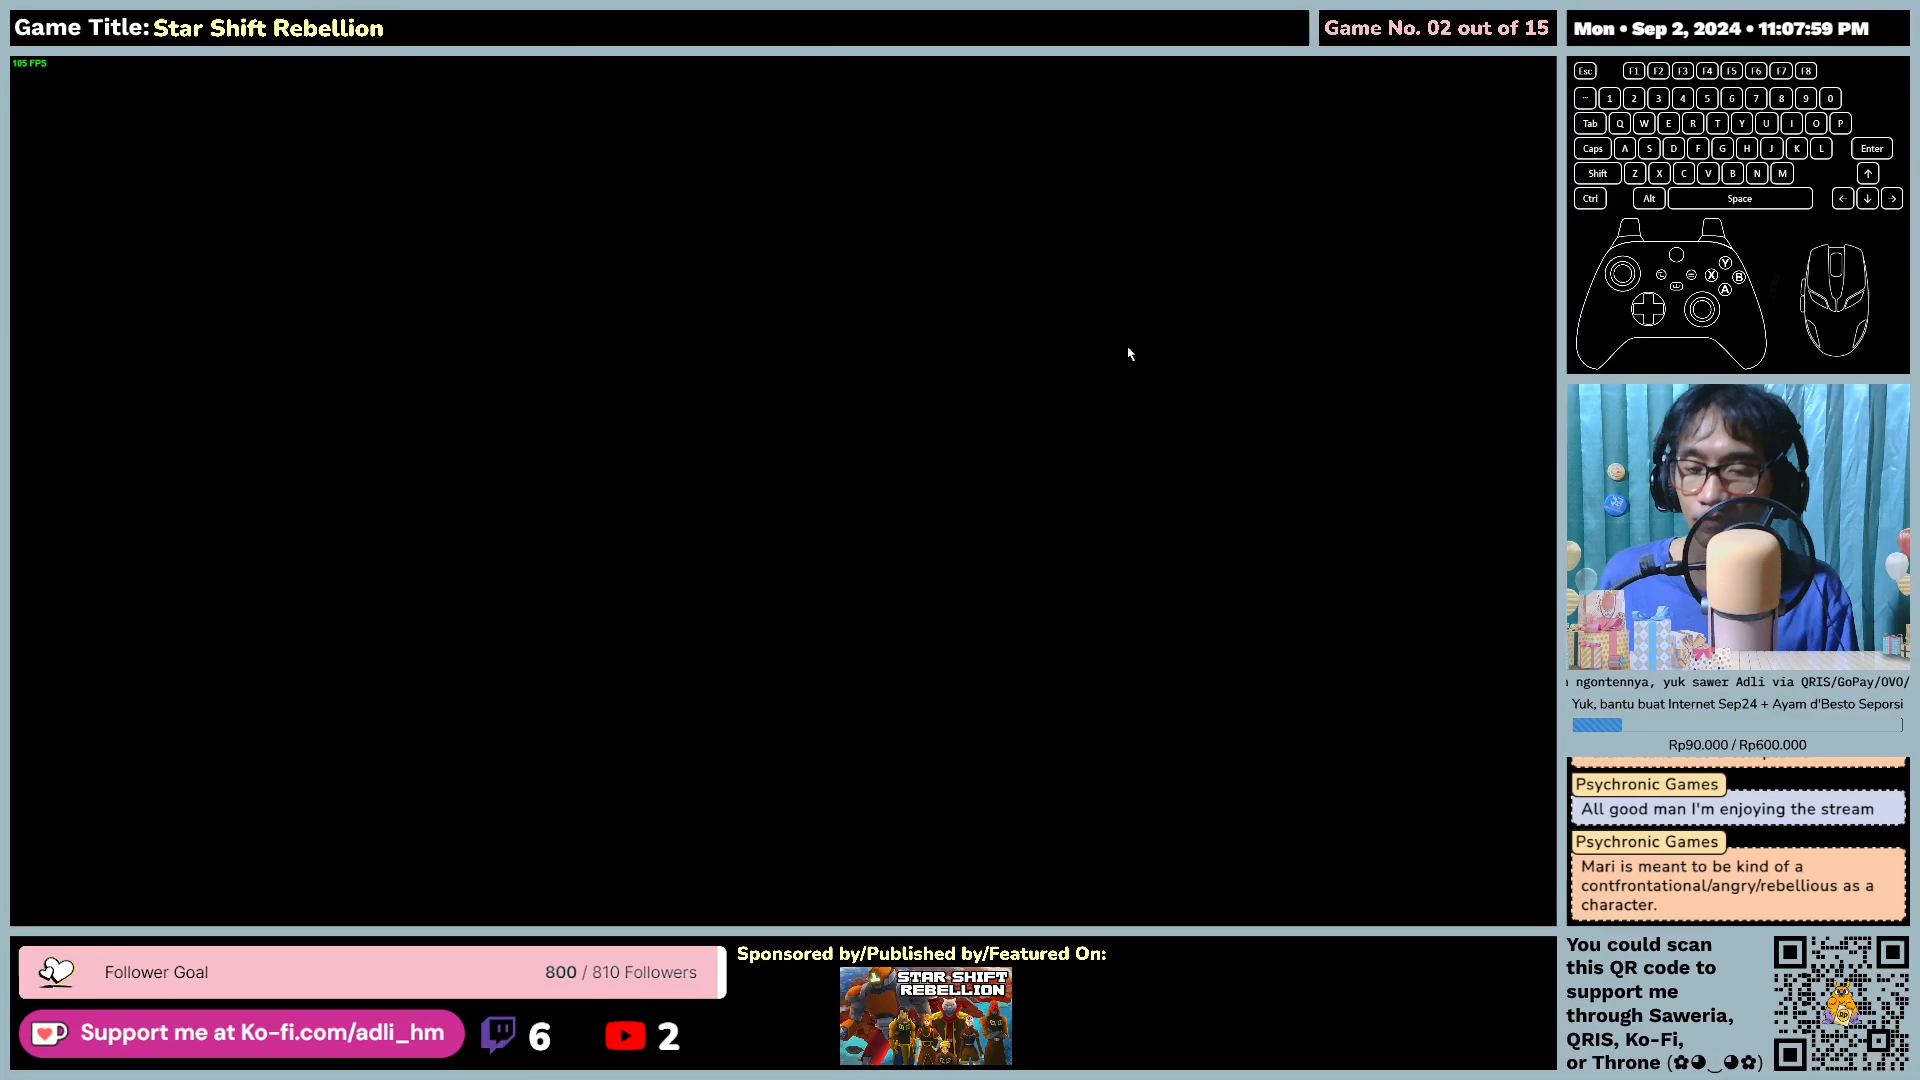 Game Title: Star Shift Rebellion
Game No. 02 out of 15
Mon • Sep 2, 2024 • 11:07:59 PM
105 FPS
Esc F1 F2 F3 F4 F5 F6 F7 F8
~ 1 2 3 4 5 6 7 8 9 0
Tab Q W E R T Y U I O P
Caps A S D F G H J K L Enter
Shift Z X C V B N M ↑
Ctrl Alt Space ← ↓ →
Y
X B
A
ngontennya, yuk sawer Adli via QRIS/GoPay/OVO/
Yuk, bantu buat Internet Sep24 + Ayam d'Besto Seporsi
Rp90.000 / Rp600.000
Psychronic Games
All good man I'm enjoying the stream
Psychronic Games
Mari is meant to be kind of a
contfrontational/angry/rebellious as a
character.
Follower Goal 800 / 810 Followers
Support me at Ko-fi.com/adli_hm
6
2
Sponsored by/Published by/Featured On:
STAR SHIFT
REBELLION
You could scan
this QR code to
support me
through Saweria,
QRIS, Ko-Fi,
or Throne (✿◕‿◕✿)